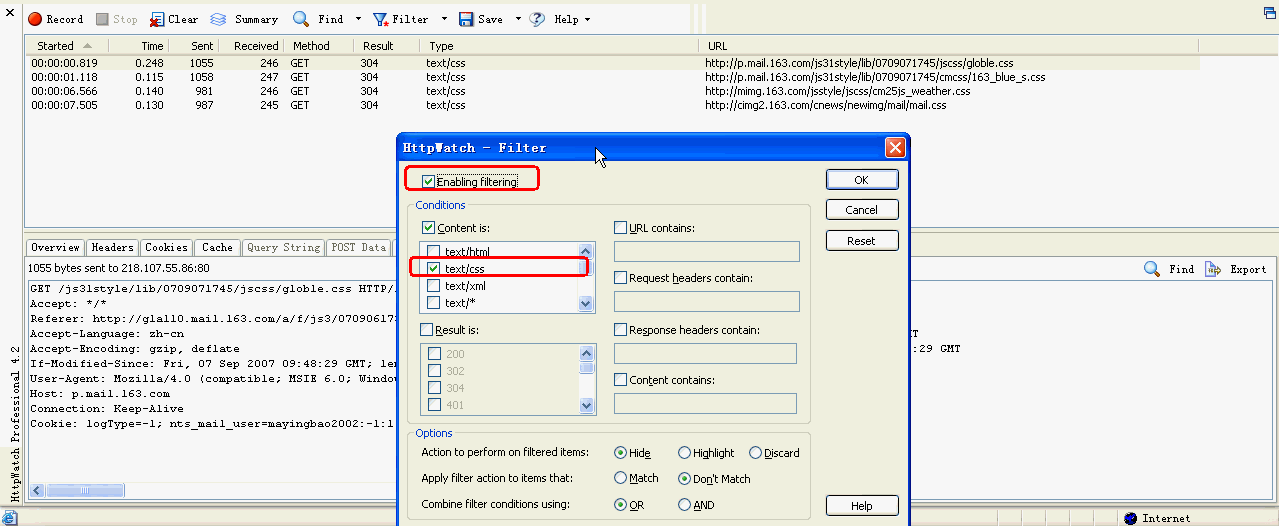 Record Stop Clear Summary Find Filter Save Help
Started Time Sent Received Method Result Type URL
00:00:00.819 0.248 1055 246 GET 304 text/css http://p.mail.163.com/js31style/lib/0709071745/jscss/globle.css
00:00:01.118 0.115 1058 247 GET 304 text/css http://p.mail.163.com/js31style/lib/0709071745/cmcss/163_blue_s.css
00:00:06.566 0.140 981 246 GET 304 text/css http://mimg.163.com/jsstyle/jscss/cm25js_weather.css
00:00:07.505 0.130 987 245 GET 304 text/css http://cimg2.163.com/cnews/newimg/mail/mail.css
HttpWatch - Filter
Enabling filtering
OK
Conditions
Cancel
Content is:
URL contains:
Reset
text/html
text/css
text/xml
text/*
Request headers contain:
Result is:
Response headers contain:
200
302
304
401
Content contains:
Options
Action to perform on filtered items: Hide Highlight Discard
Apply filter action to items that: Match Don't Match
Combine filter conditions using: OR AND
Help
Overview Headers Cookies Cache Query String POST Data
1055 bytes sent to 218.107.55.86:80
Find Export
GET /js31style/lib/0709071745/jscss/globle.css HTTP/
Accept: */*
Referer: http://g1a110.mail.163.com/a/f/js3/07090617
Accept-Language: zh-cn
Accept-Encoding: gzip, deflate
:29 GMT
If-Modified-Since: Fri, 07 Sep 2007 09:48:29 GMT; len
User-Agent: Mozilla/4.0 (compatible; MSIE 6.0; Window
Host: p.mail.163.com
Connection: Keep-Alive
Cookie: logType=-1; nts_mail_user=mayingbao2002:-1:1
HttpWatch Professional 4.2
Internet